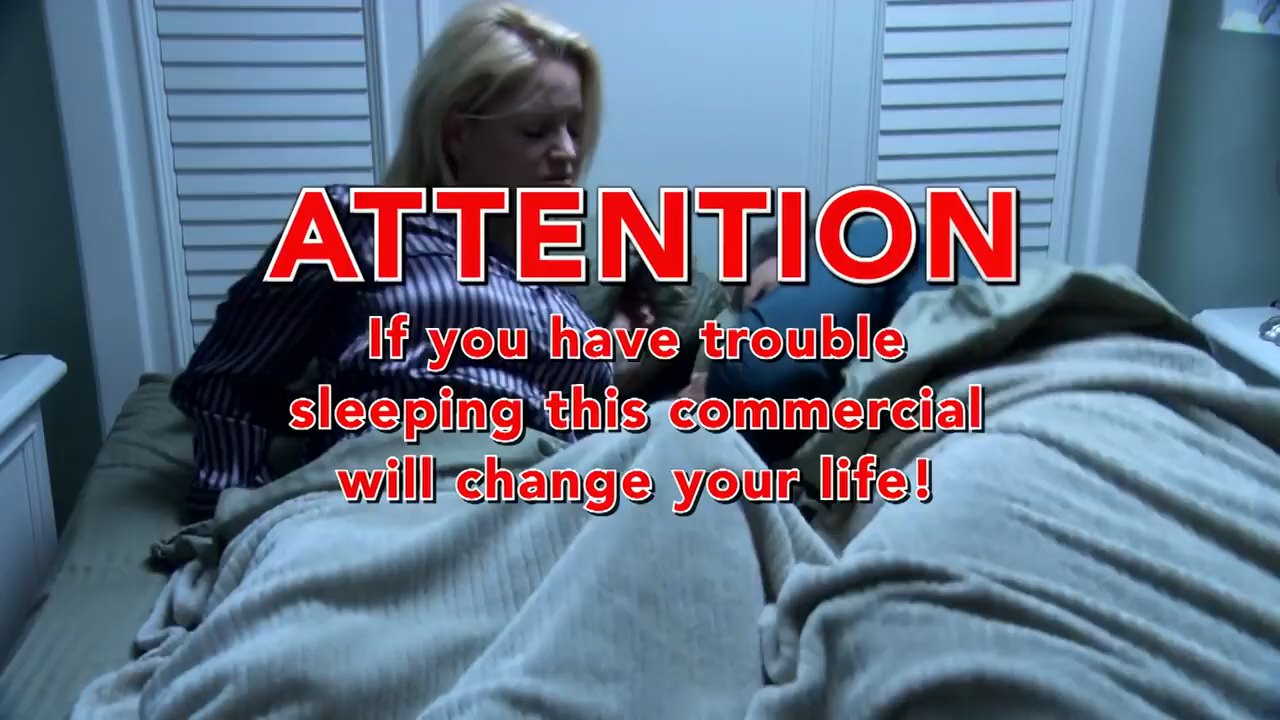 ATTENTION
If you have trouble
sleeping this commercial
will change your life!